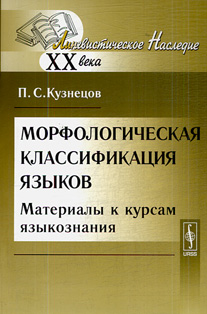 Лингвистическое Наследие
XX века
П. С. Кузнецов
МОРФОЛОГИЧЕСКАЯ
КЛАССИФИКАЦИЯ
ЯЗЫКОВ
Материалы к курсам
языкознания
URSS